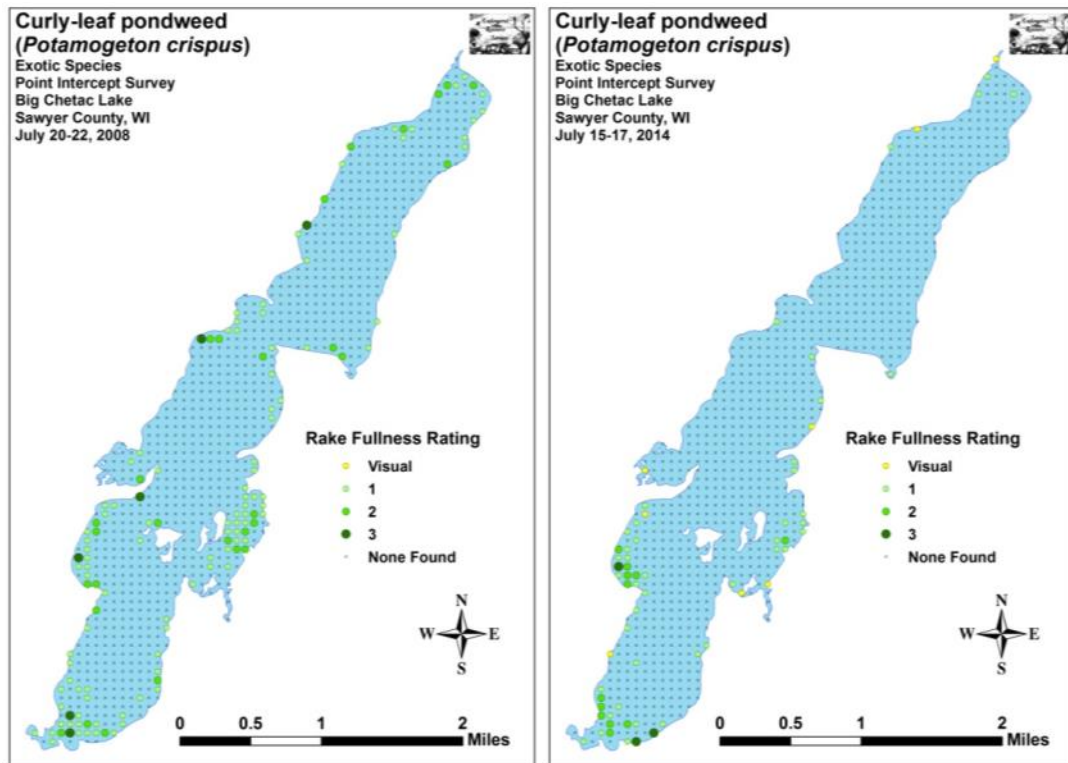 Curly-leaf pondweed
(Potamogeton crispus)
Exotic Species
Point Intercept Survey
Big Chetac Lake
Sawyer County, WI
July 20-22, 2008
Rake Fullness Rating
Visual
1
2
3
None Found
N
W E
S
0 0.5 1 2
Miles
Curly-leaf pondweed
(Potamogeton crispus)
Exotic Species
Point Intercept Survey
Big Chetac Lake
Sawyer County, WI
July 15-17, 2014
Rake Fullness Rating
Visual
1
2
3
None Found
N
W E
S
0 0.5 1 2
Miles